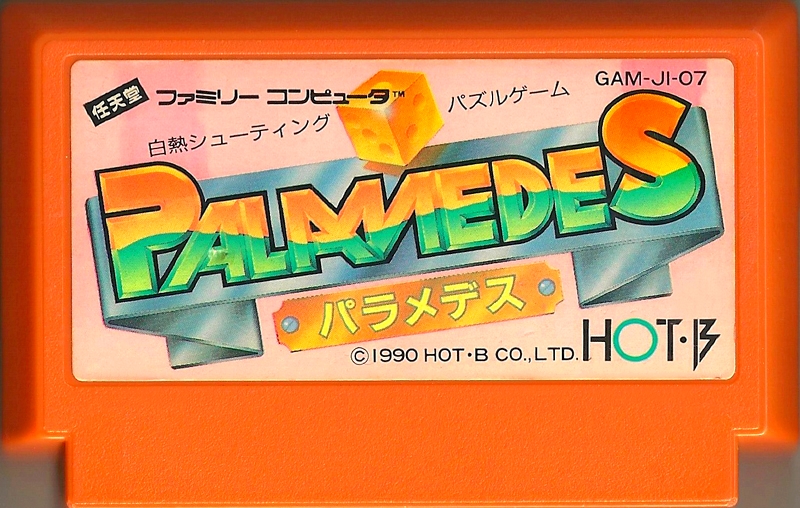 GAM-JI-07
任天堂 ファミリー コンピュータ™
白熱シューティング パズルゲーム
PALAMEDES
パラメデス
©1990 HOT・B CO.,LTD.
HOT・B